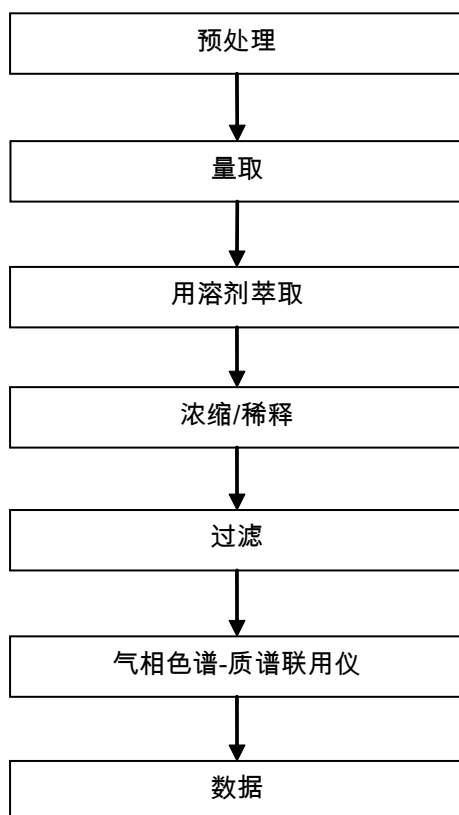 预处理
量取
用溶剂萃取
浓缩/稀释
过滤
气相色谱-质谱联用仪
数据